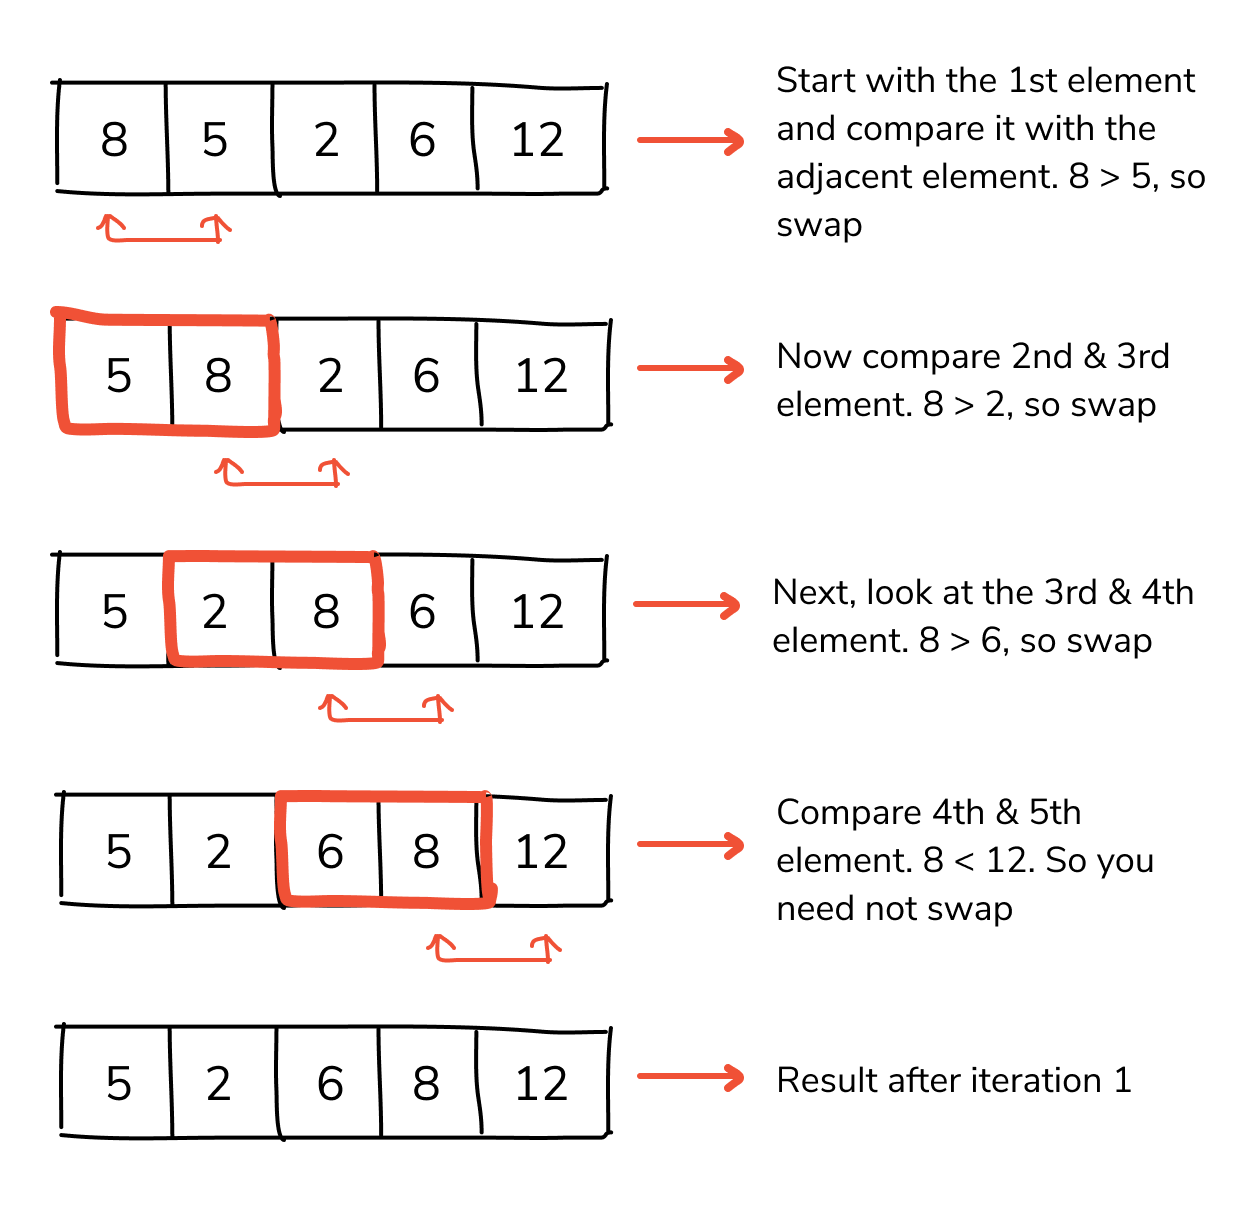 8 5 2 6 12
Start with the 1st element
and compare it with the
adjacent element. 8 > 5, so
swap
5 8 2 6 12
Now compare 2nd & 3rd
element. 8 > 2, so swap
5 2 8 6 12
Next, look at the 3rd & 4th
element. 8 > 6, so swap
5 2 6 8 12
Compare 4th & 5th
element. 8 < 12. So you
need not swap
5 2 6 8 12
Result after iteration 1